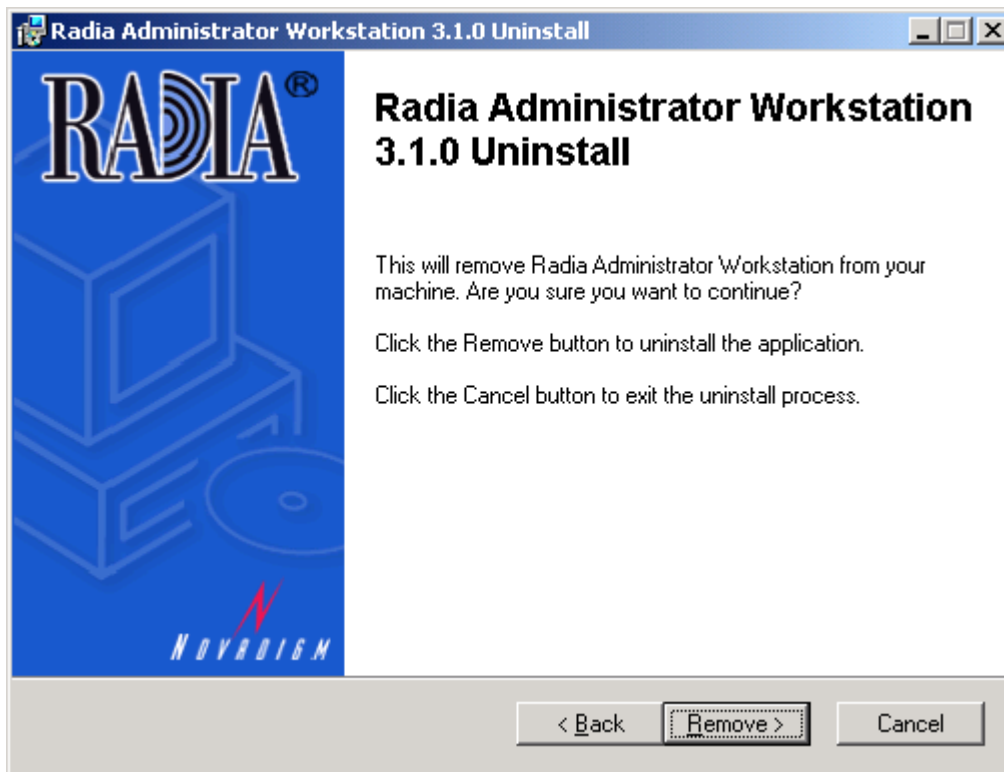 Radia Administrator Workstation 3.1.0 Uninstall
RADIA®
Radia Administrator Workstation
3.1.0 Uninstall
This will remove Radia Administrator Workstation from your
machine. Are you sure you want to continue?
Click the Remove button to uninstall the application.
Click the Cancel button to exit the uninstall process.
NOVADIGM
< Back
Remove >
Cancel